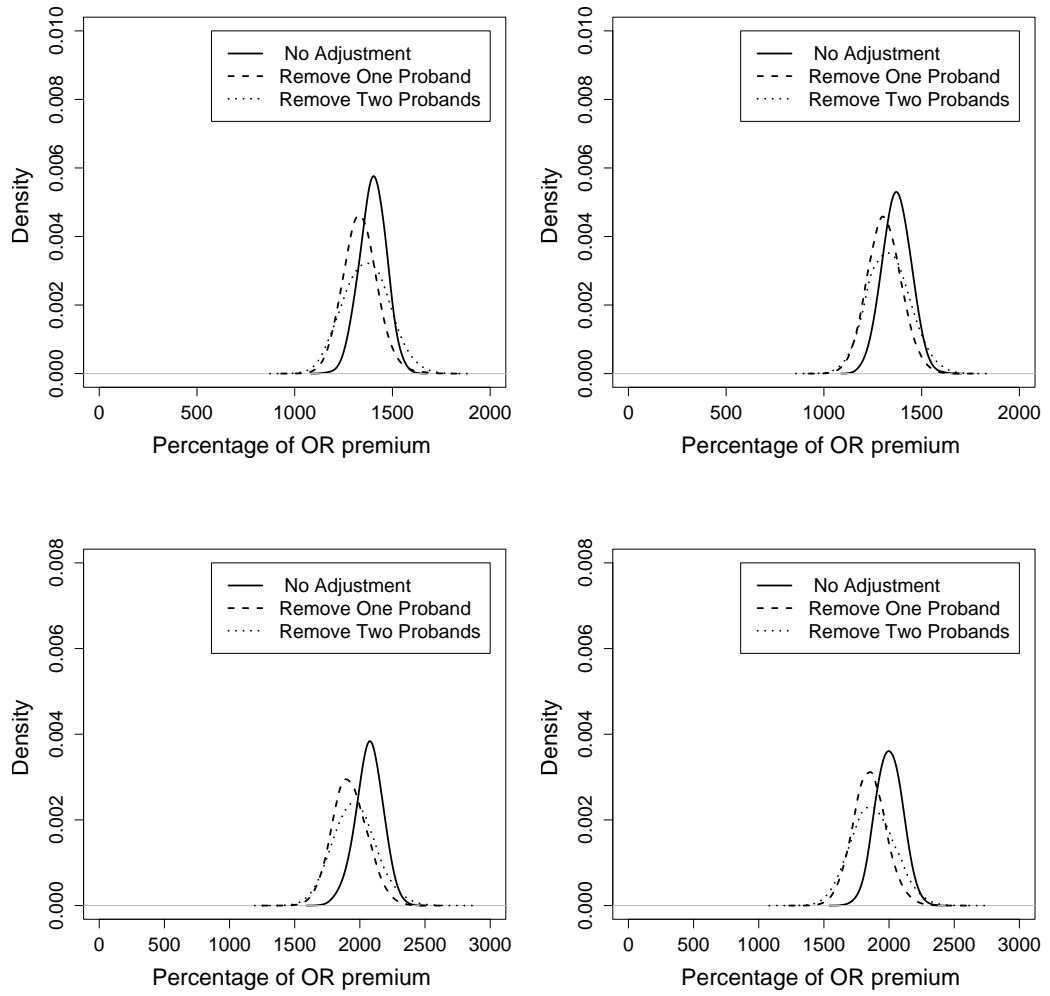 No Adjustment
Remove One Proband
Remove Two Probands
0.000 0.002 0.004 0.006 0.008 0.010
Density
0 500 1000 1500 2000
Percentage of OR premium
No Adjustment
Remove One Proband
Remove Two Probands
0.000 0.002 0.004 0.006 0.008 0.010
Density
0 500 1000 1500 2000
Percentage of OR premium
No Adjustment
Remove One Proband
Remove Two Probands
0.000 0.002 0.004 0.006 0.008
Density
0 500 1000 1500 2000 2500 3000
Percentage of OR premium
No Adjustment
Remove One Proband
Remove Two Probands
0.000 0.002 0.004 0.006 0.008
Density
0 500 1000 1500 2000 2500 3000
Percentage of OR premium